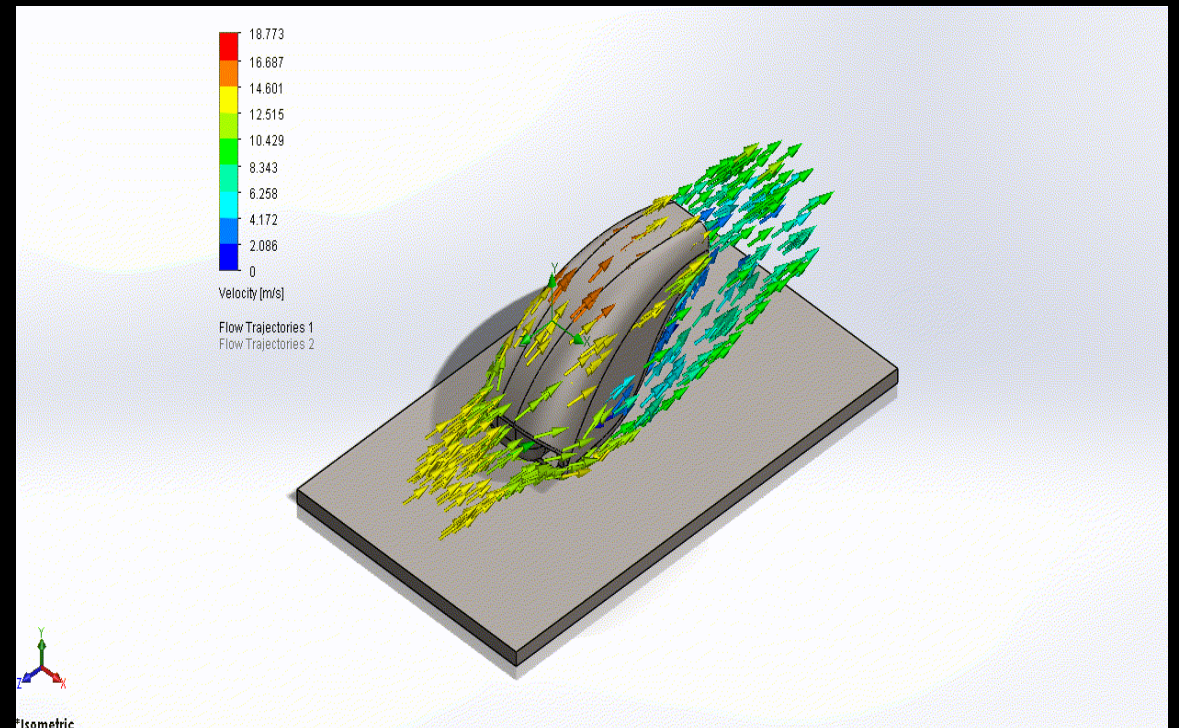 18.773
16.687
14.601
12.515
10.429
8.343
6.258
4.172
2.086
0
Velocity [m/s]
Flow Trajectories 1
Flow Trajectories 2
Y
X
Y
Z
X
*Isometric